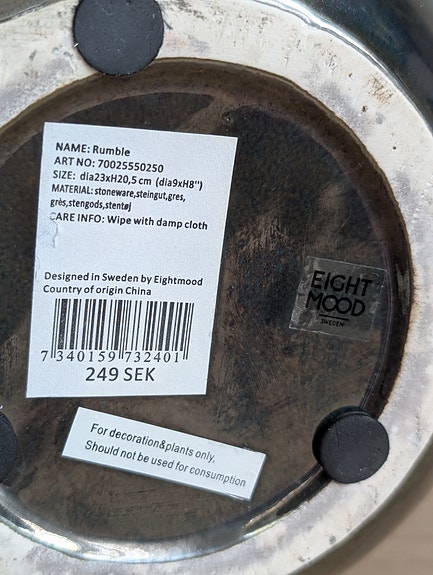 NAME: Rumble
ART NO: 70025550250
SIZE: dia23xH20,5 cm (dia9xH8")
MATERIAL: stoneware,steingut,gres,
grès,stengods,stentøj
CARE INFO: Wipe with damp cloth
Designed in Sweden by Eightmood
Country of origin China
7 340159 732401
249 SEK
EIGHT
MOOD
SWEDEN
For decoration&plants only,
Should not be used for consumption